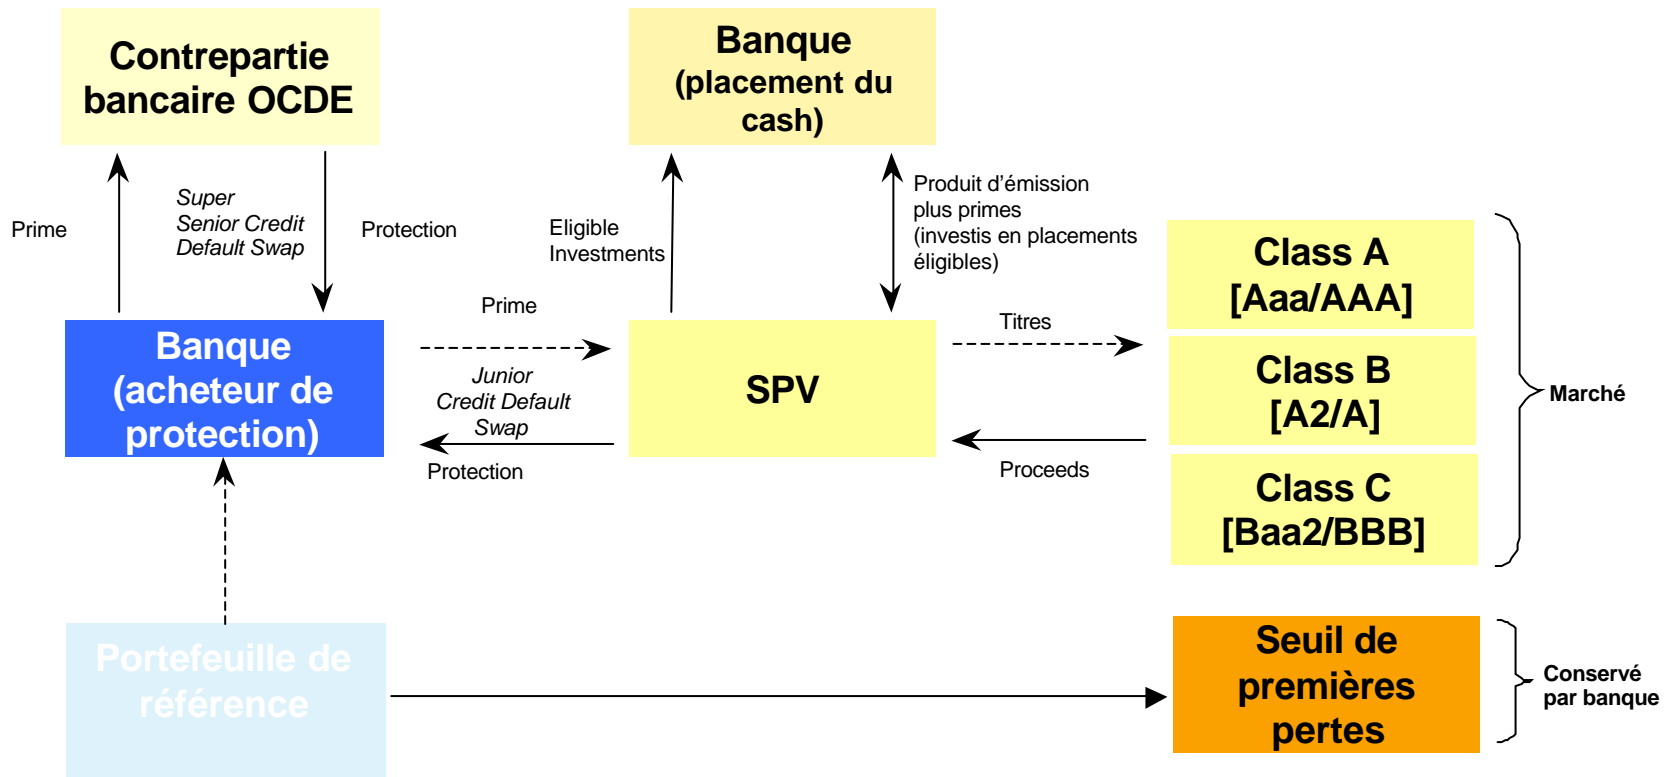 Contrepartie
bancaire OCDE
Banque
(placement du
cash)
Prime
Super
Senior Credit
Default Swap
Protection
Eligible
Investments
Produit d’émission
plus primes
(investis en placements
éligibles)
Class A
[Aaa/AAA]
Banque
(acheteur de
protection)
Prime
Junior
Credit Default
Swap
Protection
SPV
Titres
Proceeds
Class B
[A2/A]
Class C
[Baa2/BBB]
Marché
Portefeuille de
référence
Seuil de
premières
pertes
Conservé
par banque